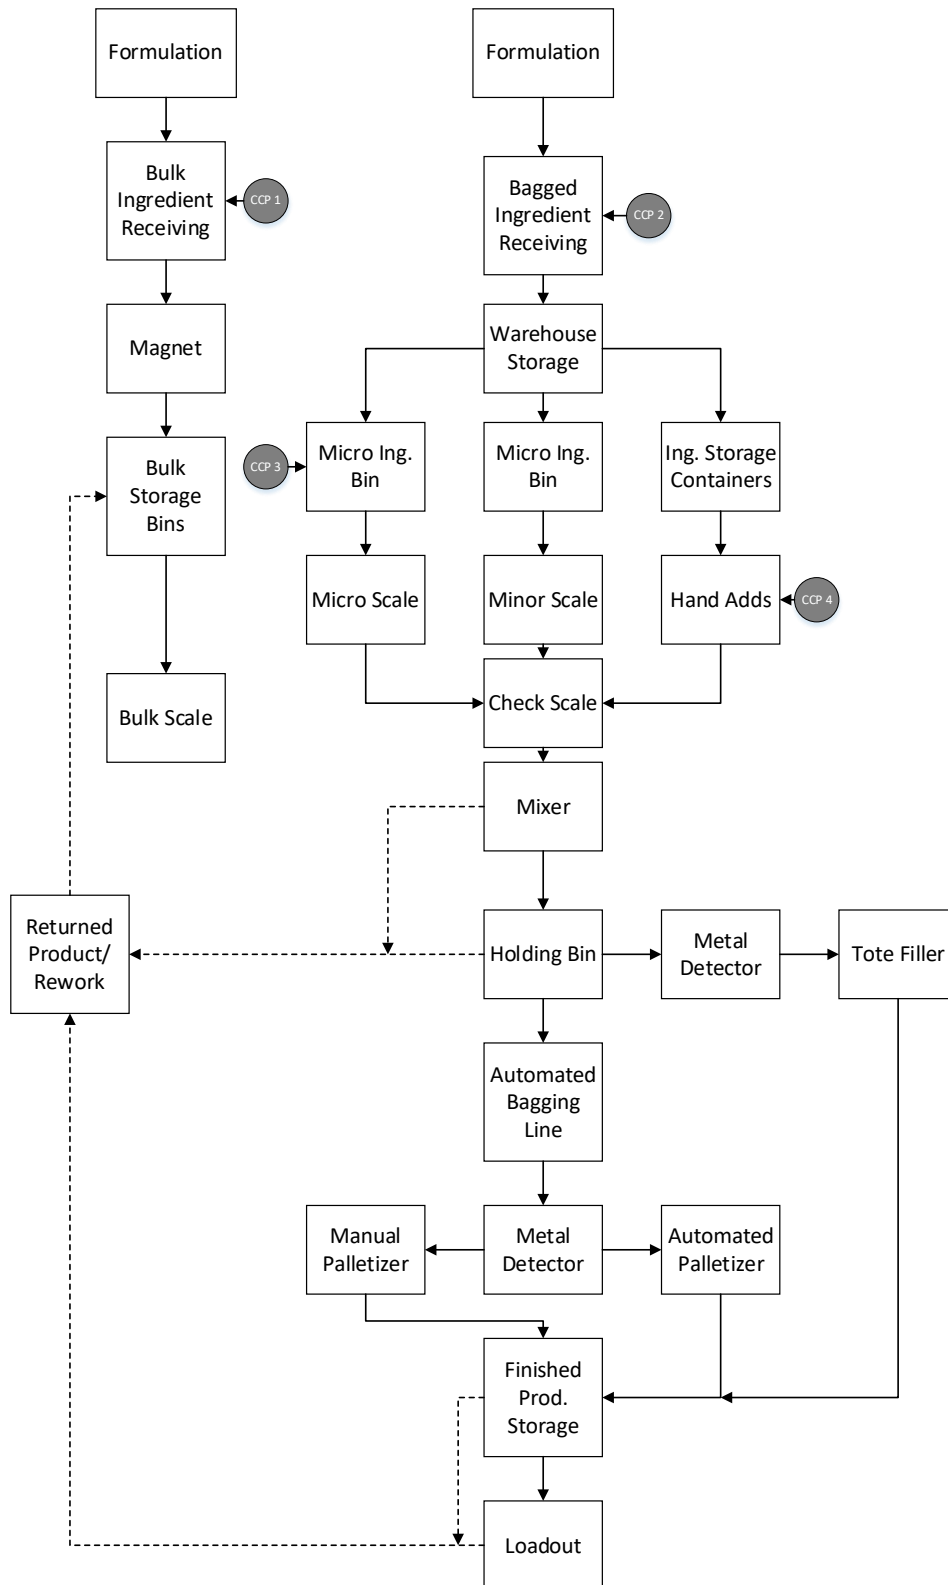 Formulation
Formulation
Bulk
Ingredient
Receiving
CCP 1
Bagged
Ingredient
Receiving
CCP 2
Magnet
Warehouse
Storage
Bulk
Storage
Bins
CCP 3
Micro Ing.
Bin
Micro Ing.
Bin
Ing. Storage
Containers
Micro Scale
Minor Scale
Hand Adds
CCP 4
Bulk Scale
Check Scale
Mixer
Returned
Product/
Rework
Holding Bin
Metal
Detector
Tote Filler
Automated
Bagging
Line
Manual
Palletizer
Metal
Detector
Automated
Palletizer
Finished
Prod.
Storage
Loadout